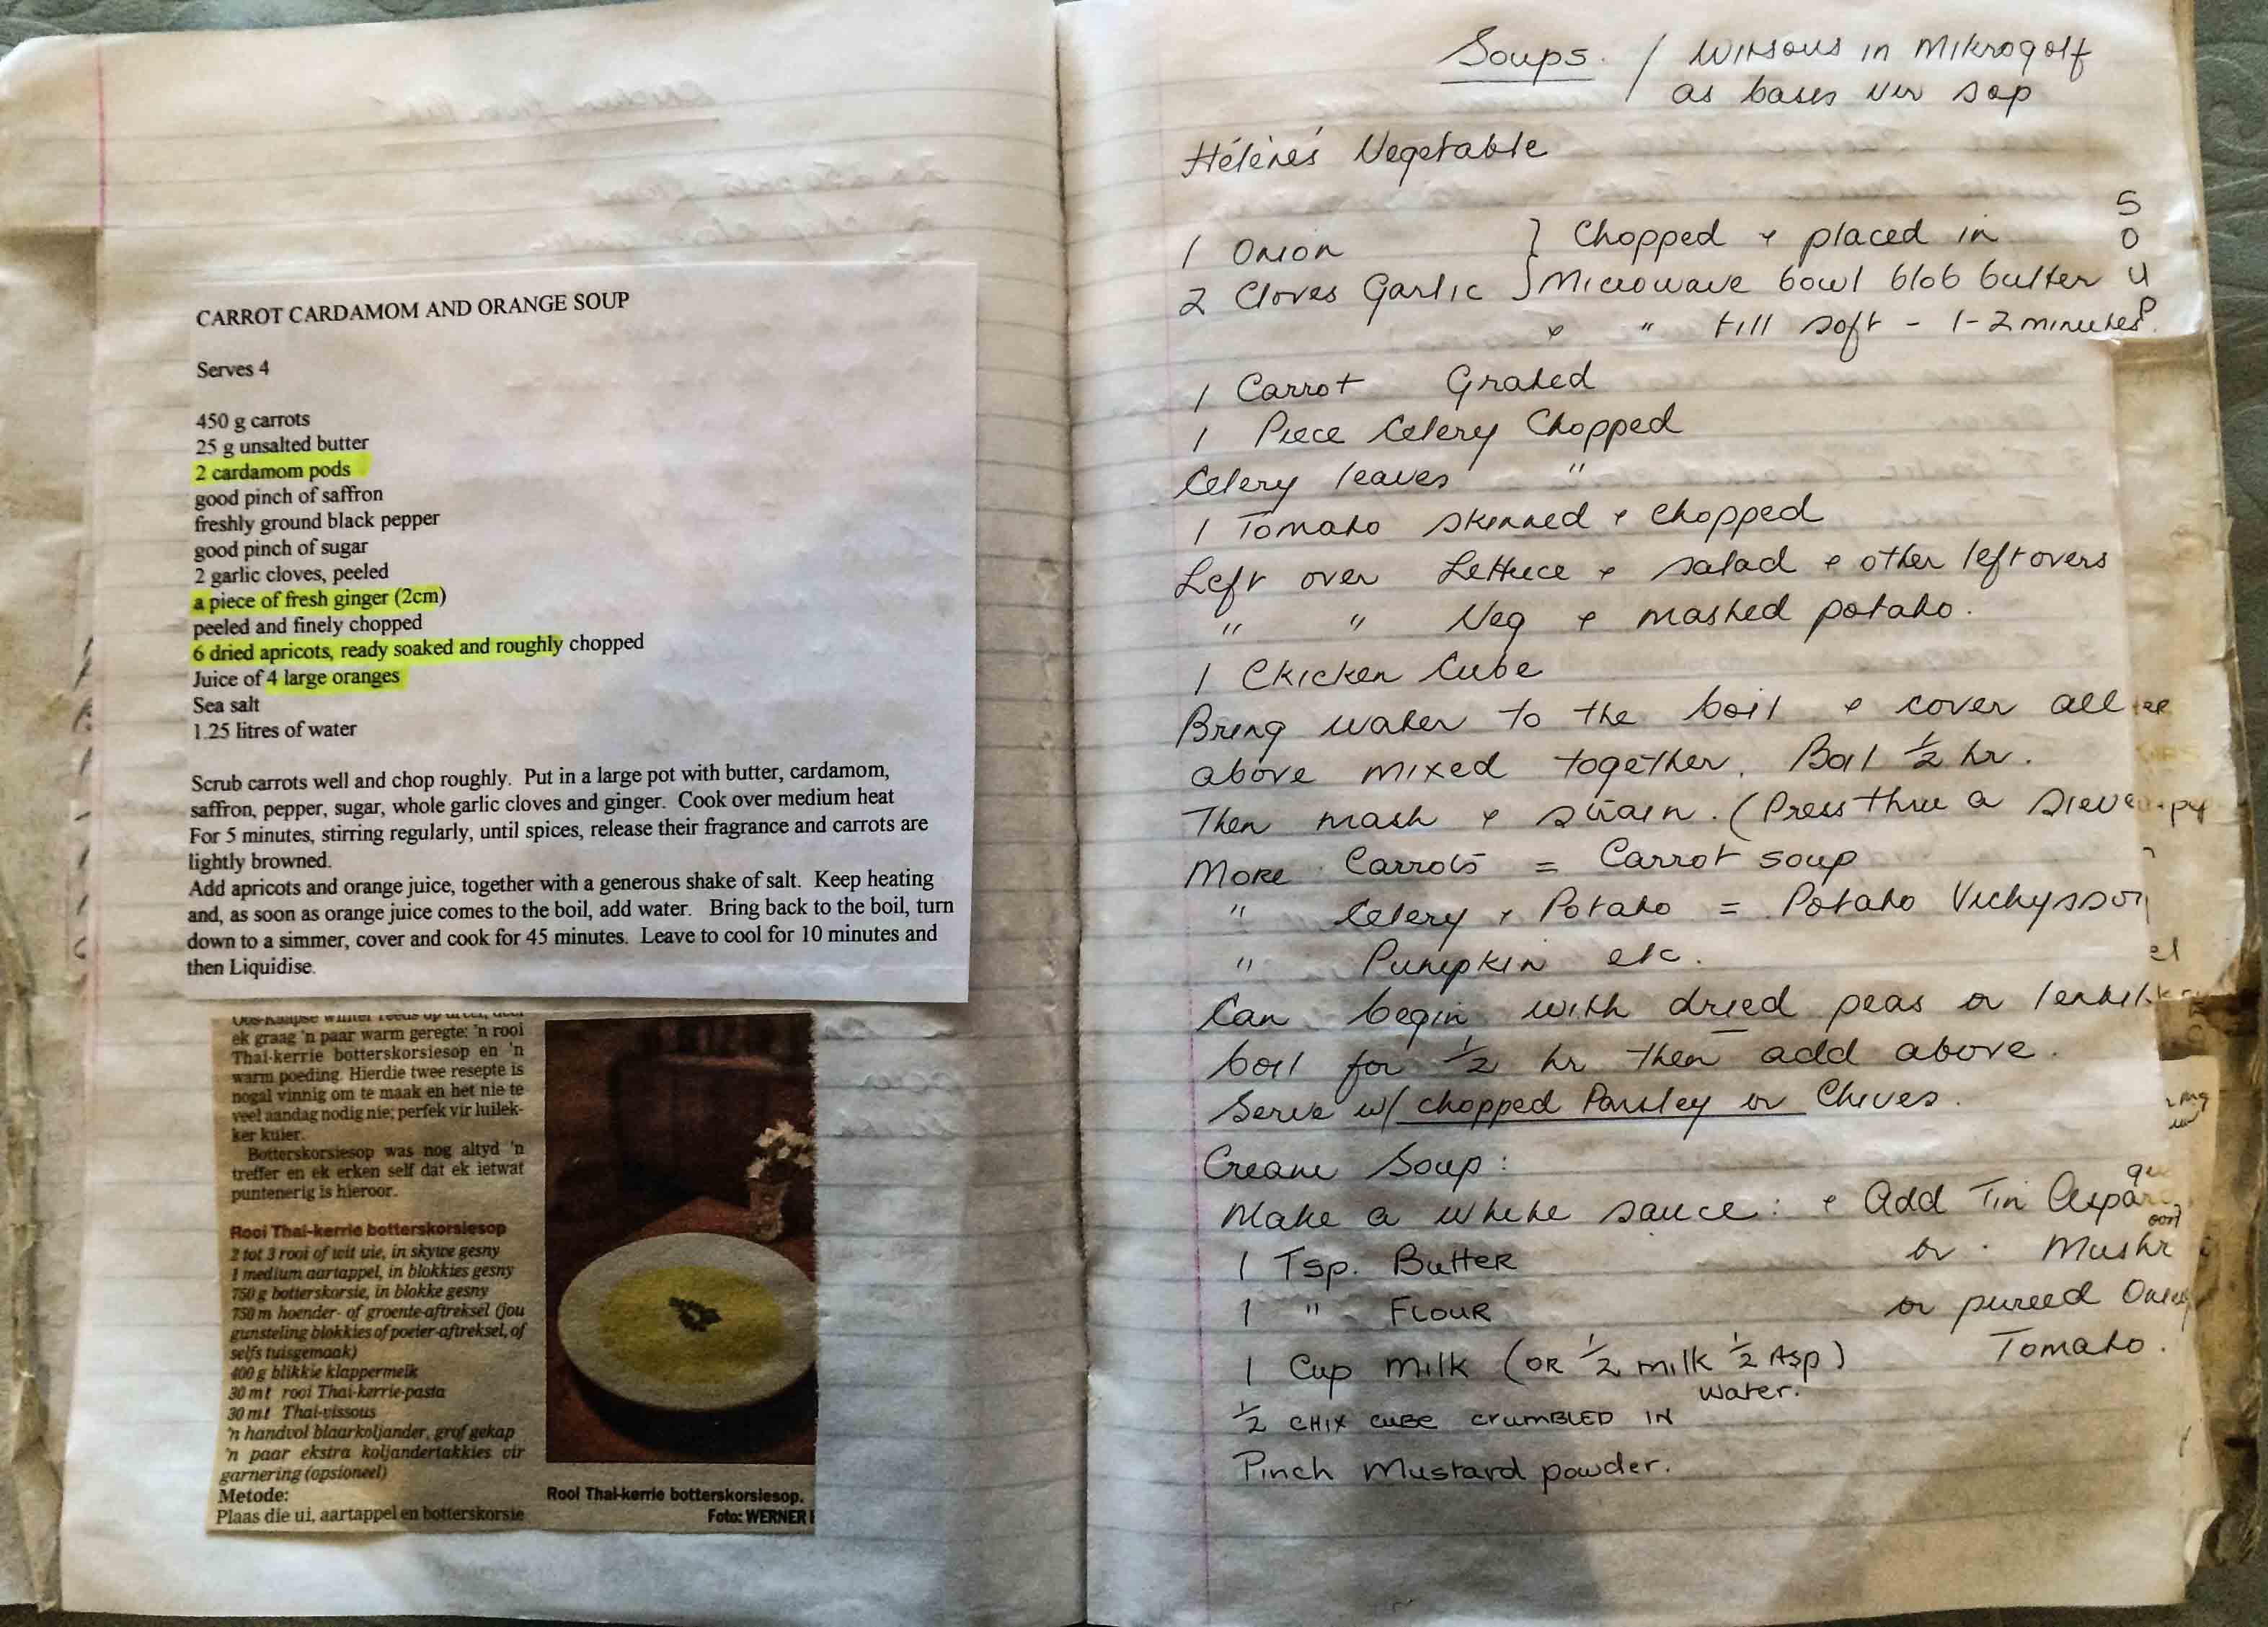 CARROT CARDAMOM AND ORANGE SOUP
Serves 4
450 g carrots
25 g unsalted butter
2 cardamom pods
good pinch of saffron
freshly ground black pepper
good pinch of sugar
2 garlic cloves, peeled
a piece of fresh ginger (2cm)
peeled and finely chopped
6 dried apricots, ready soaked and roughly chopped
Juice of 4 large oranges
Sea salt
1.25 litres of water
Scrub carrots well and chop roughly. Put in a large pot with butter, cardamom,
saffron, pepper, sugar, whole garlic cloves and ginger. Cook over medium heat
For 5 minutes, stirring regularly, until spices, release their fragrance and carrots are
lightly browned.
Add apricots and orange juice, together with a generous shake of salt. Keep heating
and, as soon as orange juice comes to the boil, add water. Bring back to the boil, turn
down to a simmer, cover and cook for 45 minutes. Leave to cool for 10 minutes and
then Liquidise.
ek graag 'n paar warm geregte: 'n rooi
Thai-kerrie botterskorsiesop en 'n
warm poeding. Hierdie twee resepte is
nogal vinnig om te maak en het nie te
veel aandag nodig nie; perfek vir luilek-
ker kuier.
Botterskorsiesop was nog altyd 'n
treffer en ek erken self dat ek ietwat
puntenerig is hieroor.
Rooi Thai-kerrie botterskorsiesop
2 tot 3 rooi of wit uie, in skywe gesny
1 medium aartappel, in blokkies gesny
750 g botterskorsie, in blokke gesny
750 m hoender- of groente-aftreksel (jou
gunsteling blokkies of poeier-aftreksel, of
selfs tuisgemaak)
400 g blikkie klappermelk
30 mℓ rooi Thai-kerrie-pasta
30 mℓ Thai-vissous
'n handvol blaarkoljander, grof gekap
'n paar ekstra koljandertakkies vir
garnering (opsioneel)
Metode:
Plaas die ui, aartappel en botterskorsie
Rooi Thai-kerrie botterskorsiesop.
Foto: WERNER
Soups. / Witsous in Mikrogolf
as basis vir sop
Hélène's Vegetable
SOUP
1 Onion } Chopped & placed in
2 Cloves Garlic } Microwave bowl blob butter
& " till soft - 1-2 minutes.
1 Carrot Grated
1 Piece Celery Chopped
Celery leaves "
1 Tomato skinned & chopped
Left over Lettuce & salad & other leftovers
" " Veg & mashed potato.
1 Chicken Cube
Bring water to the boil & cover all
above mixed together. Boil ½ hr.
Then mash & strain. (Press thru a sieve
More Carrots = Carrot soup
" Celery & Potato = Potato Vichysso
" Pumpkin etc.
Can begin with dried peas or lentils
boil for ½ hr then add above.
Serve w/ chopped Parsley or Chives.
Cream Soup:
Make a white sauce: & Add Tin Aspar
1 Tsp. Butter or Mushr
1 " FLOUR or pureed Onion
1 Cup Milk (OR ½ milk ½ Asp) Tomato.
water.
½ CHIX CUBE CRUMBLED IN
Pinch Mustard powder.